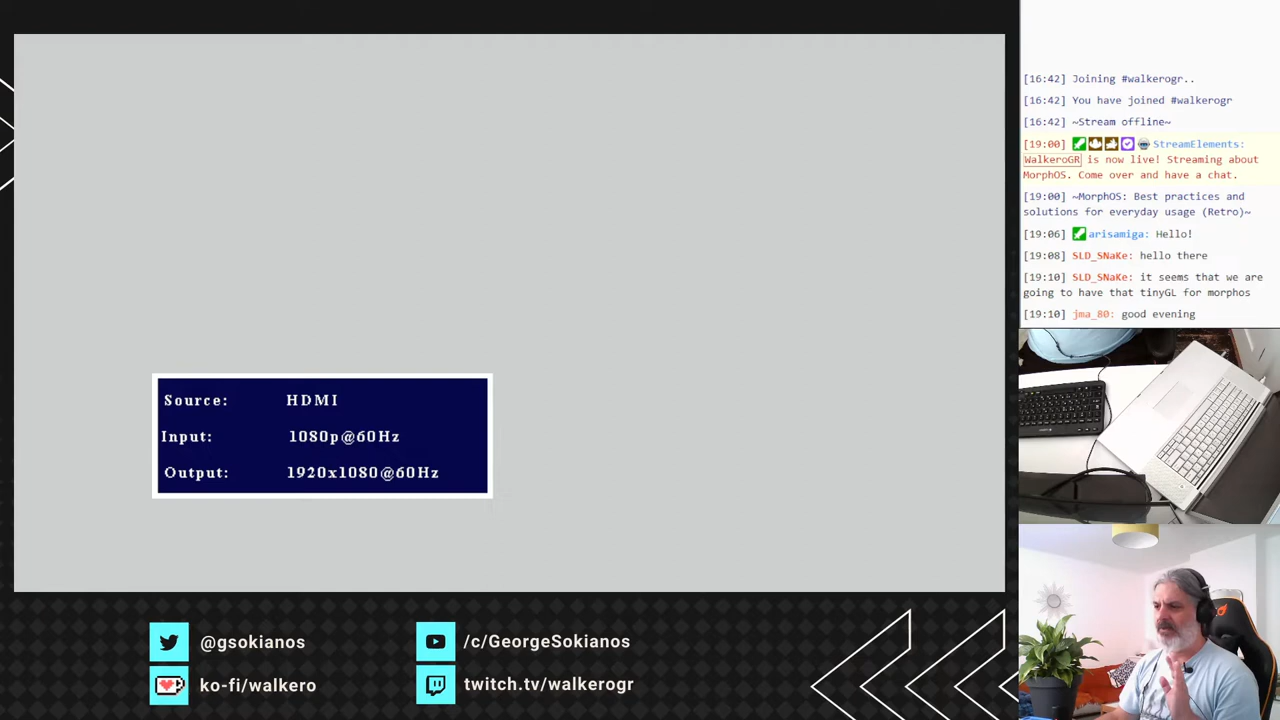 [16:42] Joining #walkerogr..
[16:42] You have joined #walkerogr
[16:42] ~Stream offline~
[19:00] StreamElements:
WalkeroGR is now live! Streaming about
MorphOS. Come over and have a chat.
[19:00] ~MorphOS: Best practices and
solutions for everyday usage (Retro)~
[19:06] arisamiga: Hello!
[19:08] SLD_SNaKe: hello there
[19:10] SLD_SNaKe: it seems that we are
going to have that tinyGL for morphos
[19:10] jma_80: good evening
Source: HDMI
Input: 1080p@60Hz
Output: 1920x1080@60Hz
@gsokianos
/c/GeorgeSokianos
ko-fi/walkero
twitch.tv/walkerogr